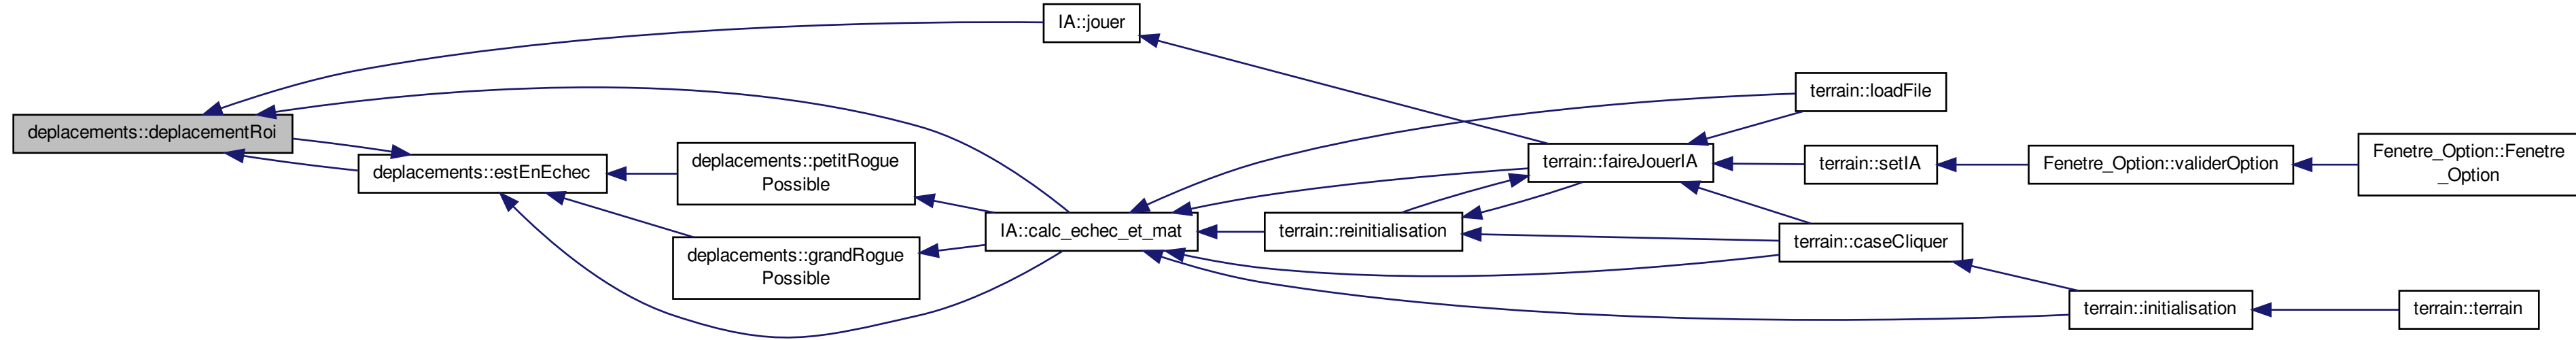 IA::jouer
terrain::loadFile
deplacements::deplacementRoi
deplacements::estEnEchec
deplacements::petitRogue
Possible
deplacements::grandRogue
Possible
IA::calc_echec_et_mat
terrain::reinitialisation
terrain::faireJouerIA
terrain::setIA
Fenetre_Option::validerOption
Fenetre_Option::Fenetre
_Option
terrain::caseCliquer
terrain::initialisation
terrain::terrain